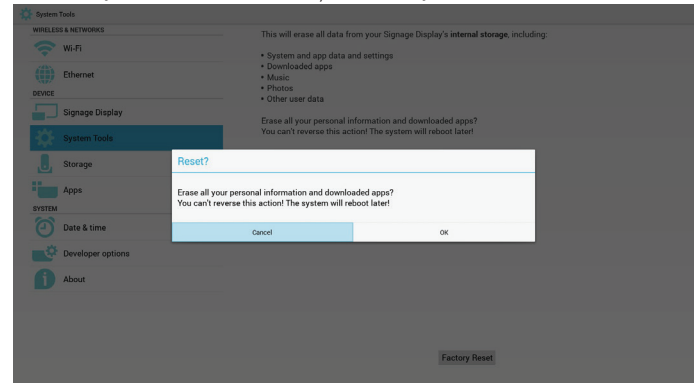 System Tools
WIRELESS & NETWORKS
Wi-Fi
Ethernet
DEVICE
Signage Display
System Tools
Storage
Apps
SYSTEM
Date & time
Developer options
About
This will erase all data from your Signage Display's internal storage, including:
• System and app data and settings
• Downloaded apps
• Music
• Photos
• Other user data
Erase all your personal information and downloaded apps?
You can't reverse this action! The system will reboot later!
Reset?
Erase all your personal information and downloaded apps?
You can't reverse this action! The system will reboot later!
Cancel
OK
Factory Reset